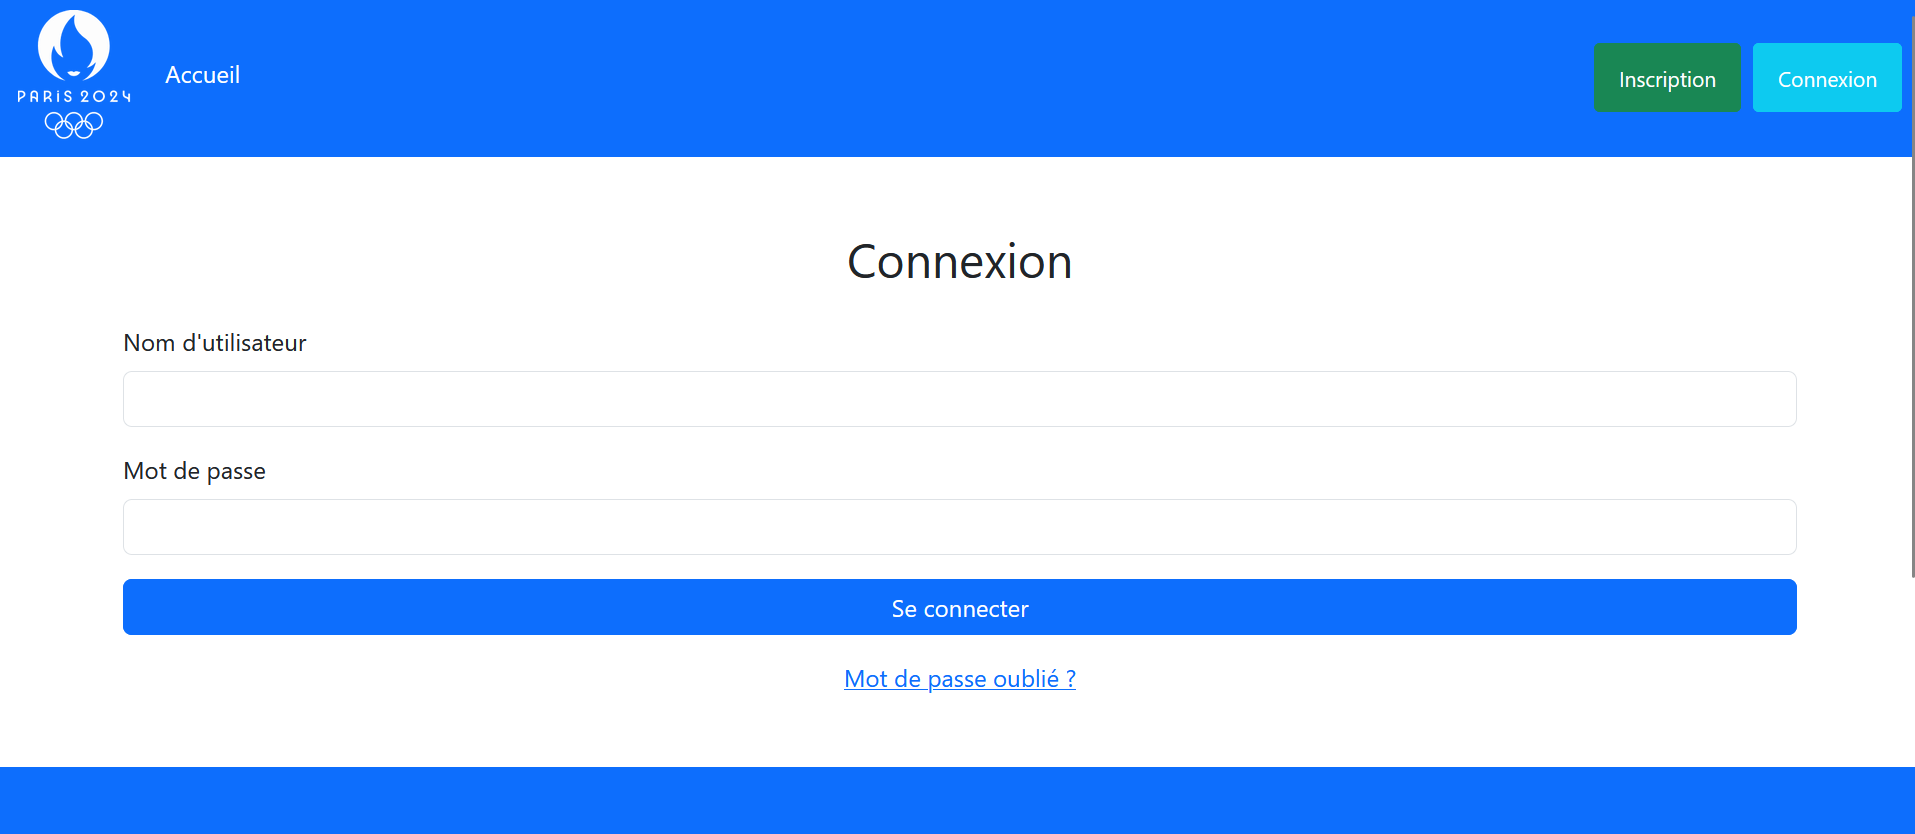 PARIS 2024
Accueil
Inscription
Connexion
Connexion
Nom d'utilisateur
Mot de passe
Se connecter
Mot de passe oublié ?